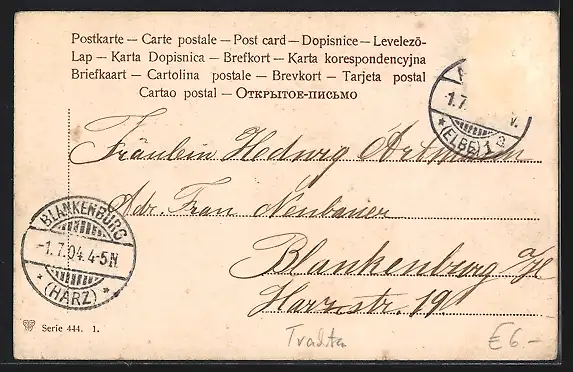 Postkarte – Carte postale – Post card – Dopisnice – Levelező-
Lap – Karta Dopisnica – Brefkort – Karta korespondencyjna
Briefkaart – Cartolina postale – Brevkort – Tarjeta postal
Cartao postal – Открытое-письмо
1.7.
V.
* (ELBE) 1 a
Fräulein Hedwig Artmann
Adr. Frau Neubauer
Blankenburg a/H
Harzstr. 19
BLANKENBURG
-1.7.04.4-5N.
* (HARZ) *
Serie 444. 1.
£6.-